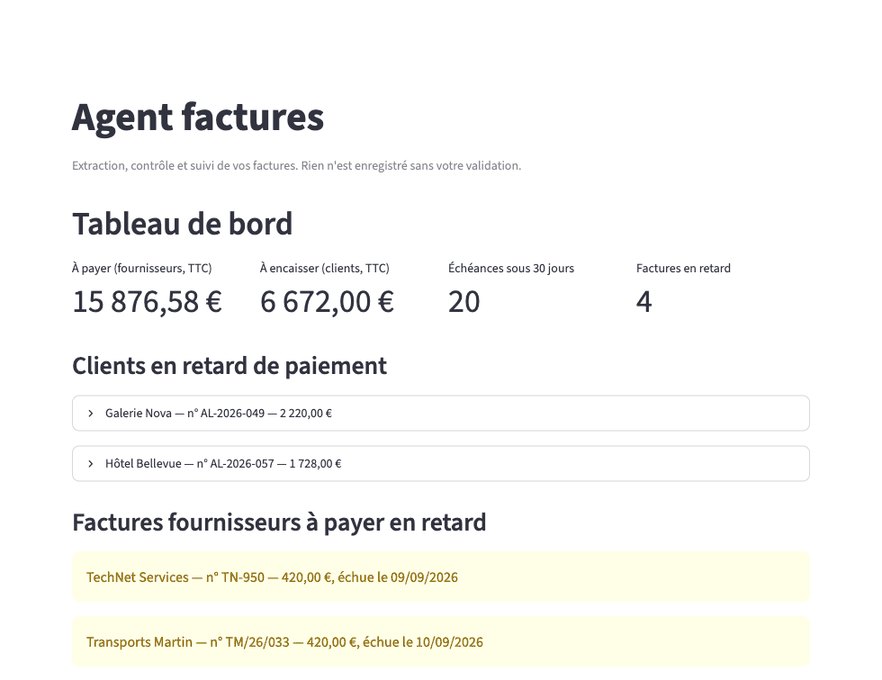 Agent factures
Extraction, contrôle et suivi de vos factures. Rien n'est enregistré sans votre validation.
Tableau de bord
À payer (fournisseurs, TTC)
15 876,58 €
À encaisser (clients, TTC)
6 672,00 €
Échéances sous 30 jours
20
Factures en retard
4
Clients en retard de paiement
Galerie Nova — n° AL-2026-049 — 2 220,00 €
Hôtel Bellevue — n° AL-2026-057 — 1 728,00 €
Factures fournisseurs à payer en retard
TechNet Services — n° TN-950 — 420,00 €, échue le 09/09/2026
Transports Martin — n° TM/26/033 — 420,00 €, échue le 10/09/2026